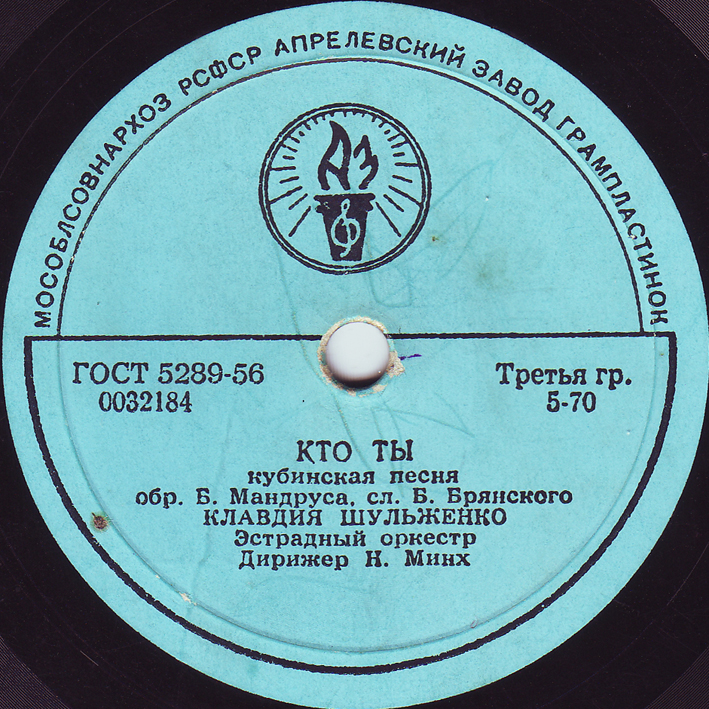 МОСОБЛСОВНАРХОЗ РСФСР АПРЕЛЕВСКИЙ ЗАВОД ГРАМПЛАСТИНОК
АЗ
ГОСТ 5289-56
Третья гр.
0032184
5-70
КТО ТЫ
кубинская песня
обр. Б. Мандруса, сл. Б. Брянского
КЛАВДИЯ ШУЛЬЖЕНКО
Эстрадный оркестр
Дирижер Н. Минх